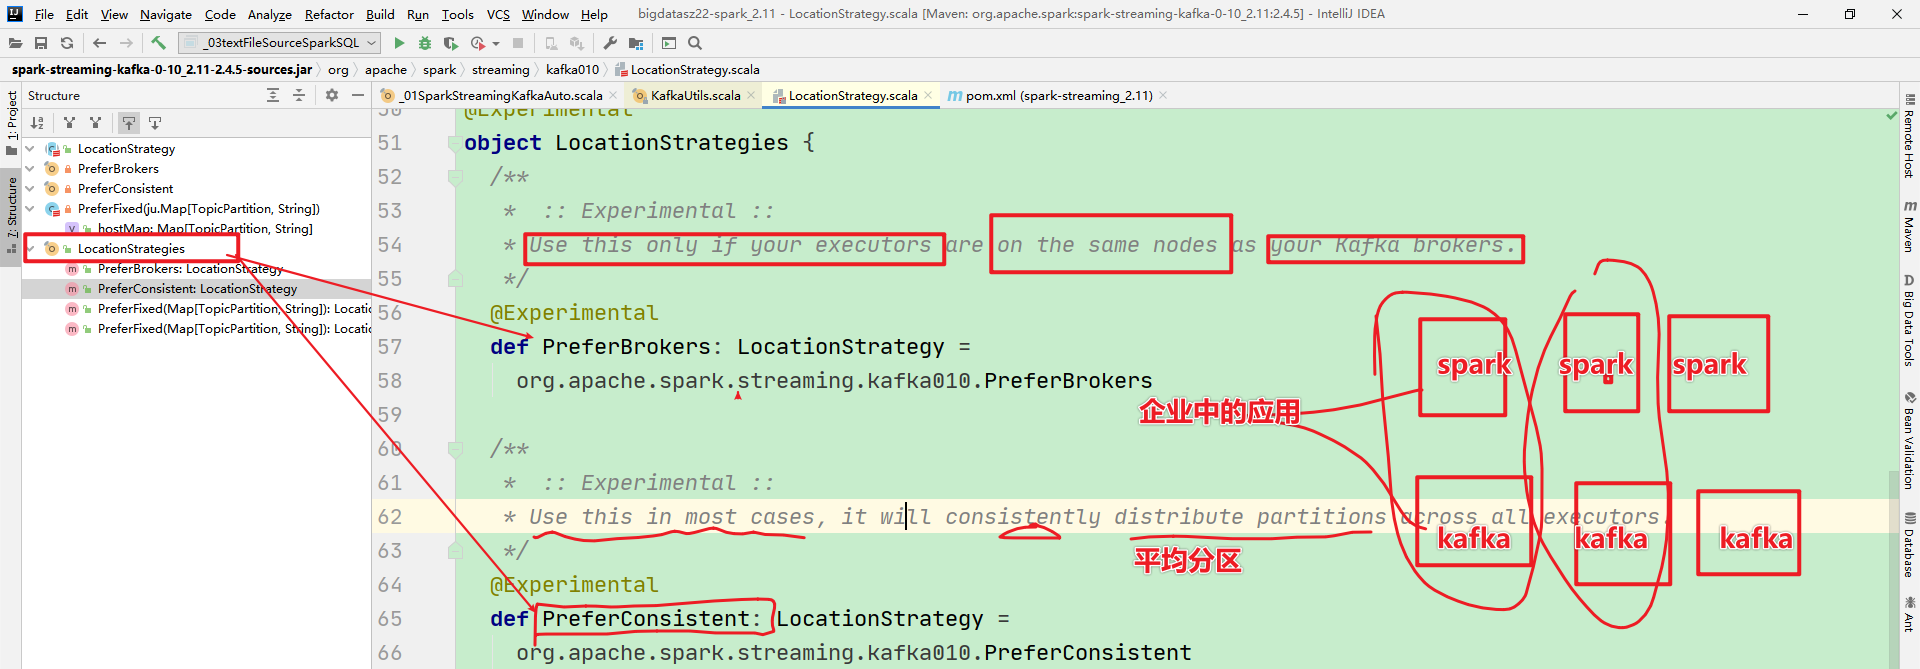 File Edit View Navigate Code Analyze Refactor Build Run Tools VCS Window Help bigdatasz22-spark_2.11 - LocationStrategy.scala [Maven: org.apache.spark:spark-streaming-kafka-0-10_2.11:2.4.5] - IntelliJ IDEA
_03textFileSourceSparkSQL
spark-streaming-kafka-0-10_2.11-2.4.5-sources.jar org apache spark streaming kafka010 LocationStrategy.scala
Structure
_01SparkStreamingKafkaAuto.scala KafkaUtils.scala LocationStrategy.scala pom.xml (spark-streaming_2.11)
1: Project
7: Structure
LocationStrategy
PreferBrokers
PreferConsistent
PreferFixed(ju.Map[TopicPartition, String])
hostMap: Map[TopicPartition, String]
LocationStrategies
PreferBrokers: LocationStrategy
PreferConsistent: LocationStrategy
PreferFixed(Map[TopicPartition, String]): Locatic
PreferFixed(Map[TopicPartition, String]): Locatic
50 @Experimental
51 object LocationStrategies {
52 /**
53 * :: Experimental ::
54 * Use this only if your executors are on the same nodes as your Kafka brokers.
55 */
56 @Experimental
57 def PreferBrokers: LocationStrategy =
58 org.apache.spark.streaming.kafka010.PreferBrokers
59
60 /**
61 * :: Experimental ::
62 * Use this in most cases, it will consistently distribute partitions across all executors.
63 */
64 @Experimental
65 def PreferConsistent: LocationStrategy =
66 org.apache.spark.streaming.kafka010.PreferConsistent
spark spark spark
企业中的应用
kafka kafka kafka
平均分区
Remote Host
Maven
Big Data Tools
Bean Validation
Database
Ant